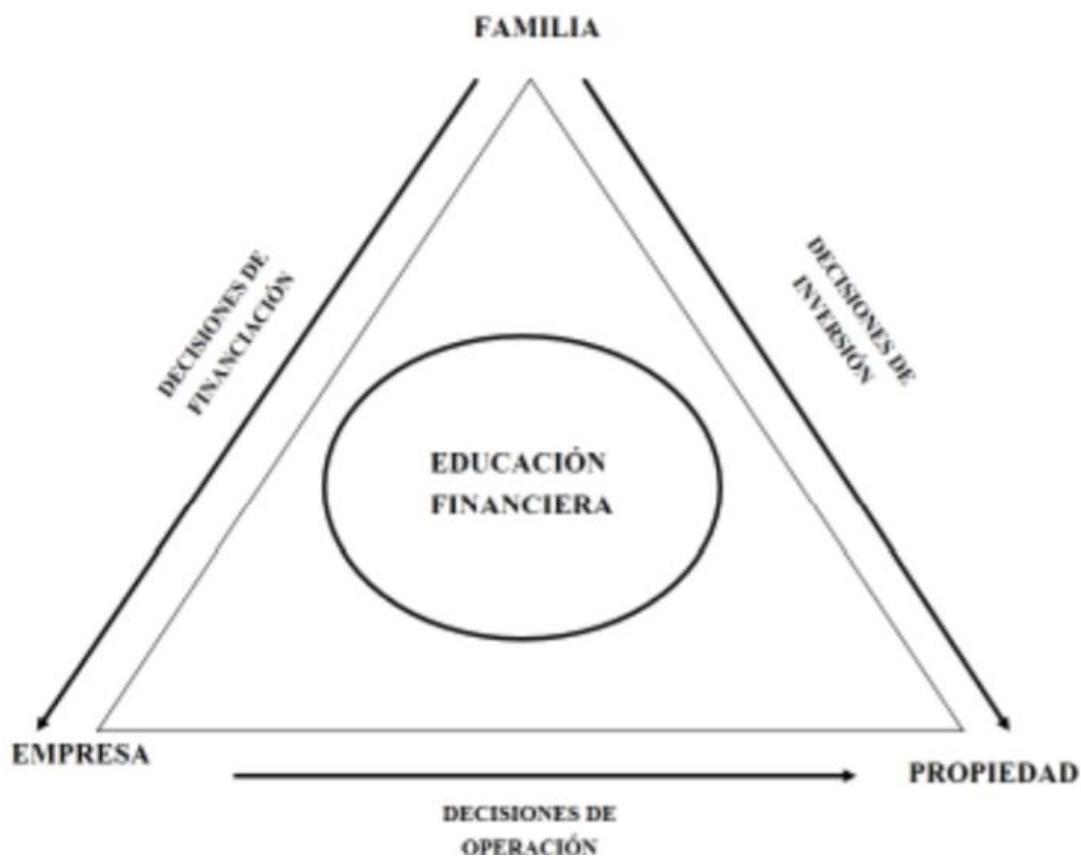 FAMILIA
DECISIONES DE
FINANCIACIÓN
DECISIONES DE
INVERSIÓN
EDUCACIÓN
FINANCIERA
EMPRESA
PROPIEDAD
DECISIONES DE
OPERACIÓN